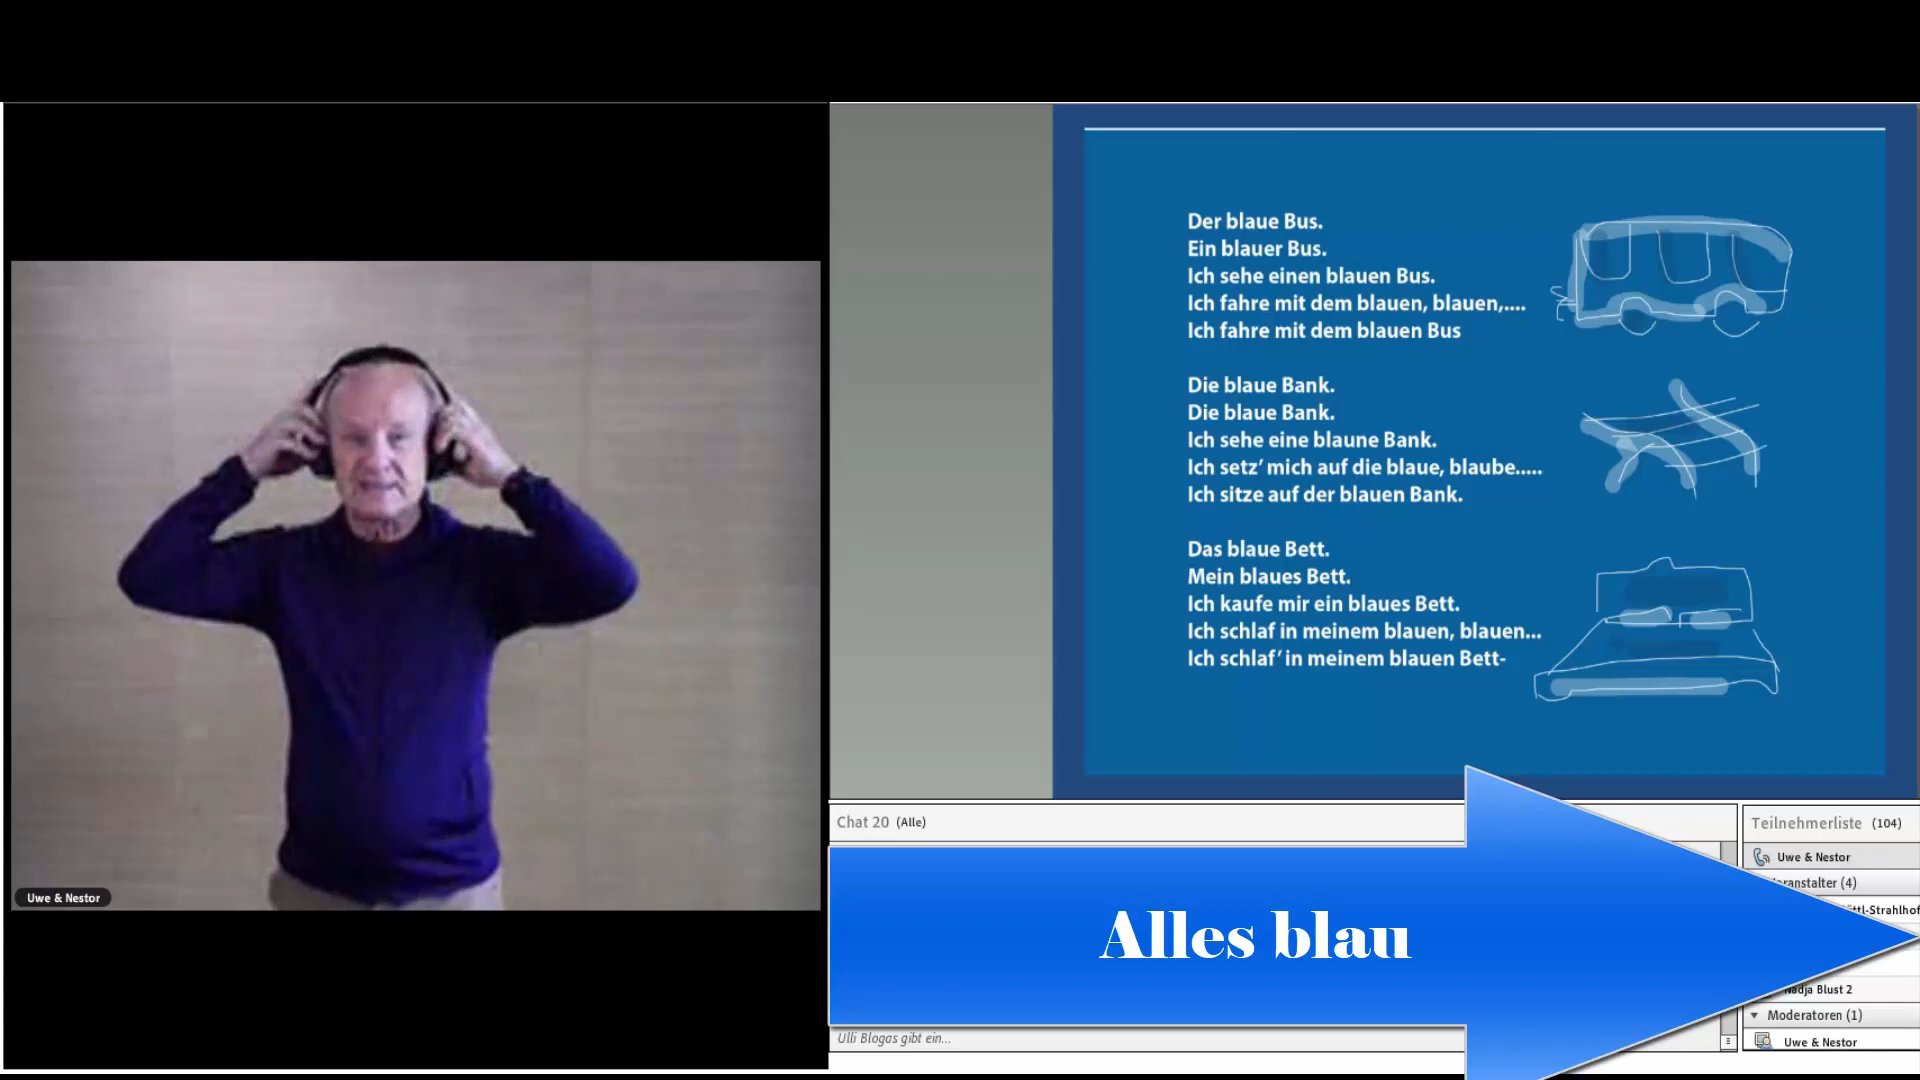 Der blaue Bus.
Ein blauer Bus.
Ich sehe einen blauen Bus.
Ich fahre mit dem blauen, blauen,....
Ich fahre mit dem blauen Bus
Die blaue Bank.
Die blaue Bank.
Ich sehe eine blaune Bank.
Ich setz’ mich auf die blaue, blaube.....
Ich sitze auf der blauen Bank.
Das blaue Bett.
Mein blaues Bett.
Ich kaufe mir ein blaues Bett.
Ich schlaf in meinem blauen, blauen...
Ich schlaf’ in meinem blauen Bett-
Uwe & Nestor
Chat 20 (Alle)
Alles blau
Ulli Blogas gibt ein...
Teilnehmerliste (104)
Uwe & Nestor
(4)
Blust 2
Moderatoren (1)
Uwe & Nestor